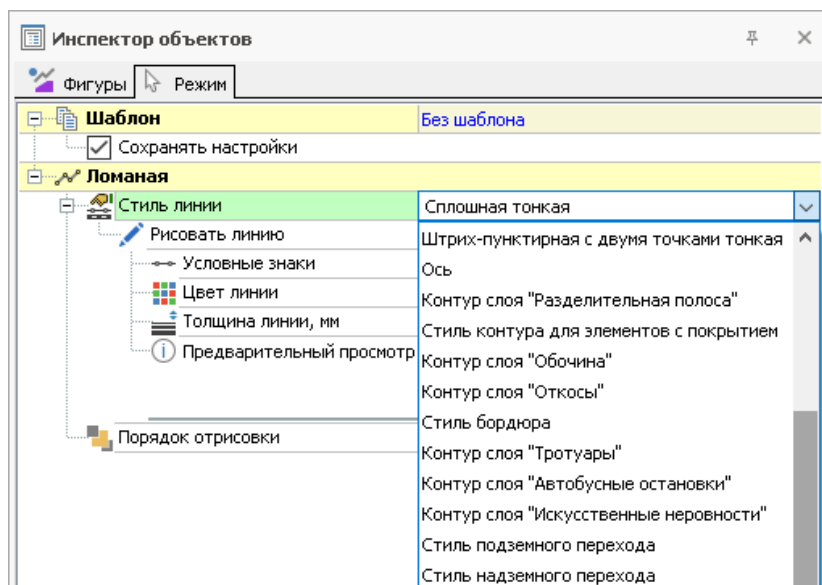 Инспектор объектов
Фигуры Режим
Шаблон Без шаблона
Сохранять настройки
Ломаная
Стиль линии Сплошная тонкая
Рисовать линию Штрих-пунктирная с двумя точками тонкая
Условные знаки Ось
Цвет линии Контур слоя "Разделительная полоса"
Толщина линии, мм Стиль контура для элементов с покрытием
Предварительный просмотр Контур слоя "Обочина"
Контур слоя "Откосы"
Стиль бордюра
Порядок отрисовки Контур слоя "Тротуары"
Контур слоя "Автобусные остановки"
Контур слоя "Искусственные неровности"
Стиль подземного перехода
Стиль надземного перехода